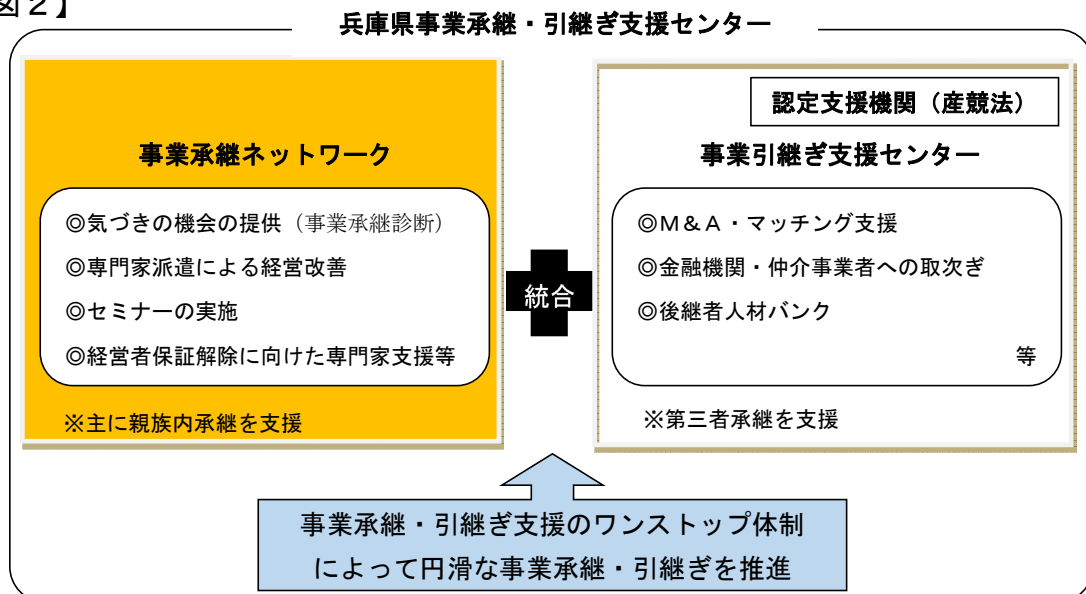 図２】
兵庫県事業承継・引継ぎ支援センター
事業承継ネットワーク
◎気づきの機会の提供（事業承継診断）
◎専門家派遣による経営改善
◎セミナーの実施
◎経営者保証解除に向けた専門家支援等
※主に親族内承継を支援
統合
認定支援機関（産競法）
事業引継ぎ支援センター
◎Ｍ＆Ａ・マッチング支援
◎金融機関・仲介事業者への取次ぎ
◎後継者人材バンク
等
※第三者承継を支援
事業承継・引継ぎ支援のワンストップ体制
によって円滑な事業承継・引継ぎを推進